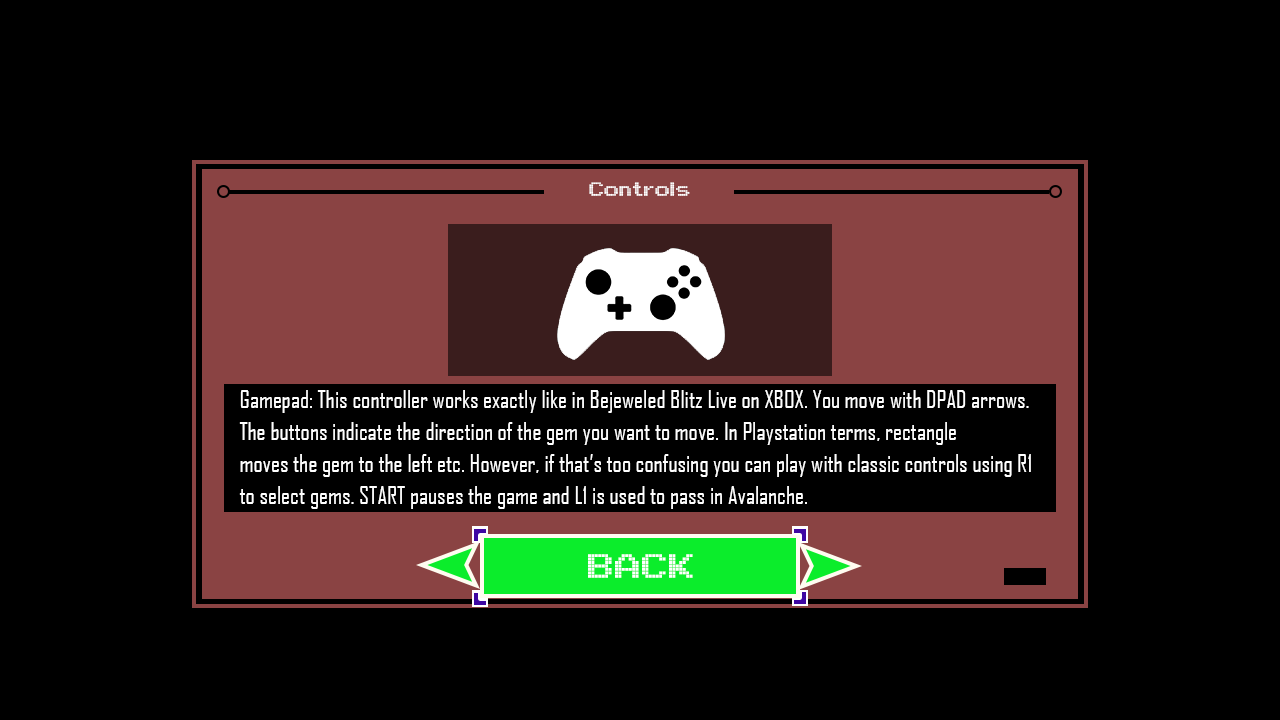 Controls
Gamepad: This controller works exactly like in Bejeweled Blitz Live on XBOX. You move with DPAD arrows.
The buttons indicate the direction of the gem you want to move. In Playstation terms, rectangle
moves the gem to the left etc. However, if that's too confusing you can play with classic controls using R1
to select gems. START pauses the game and L1 is used to pass in Avalanche.
BACK